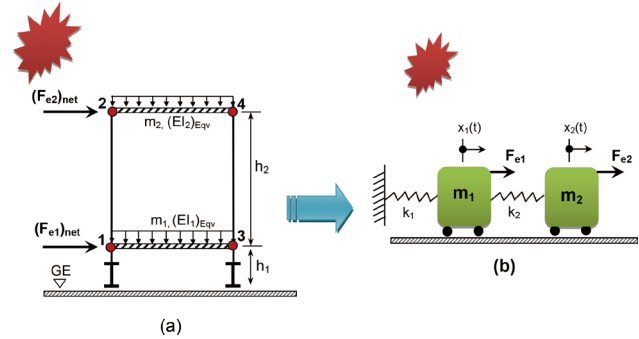 (Fe2)net
2
4
m2, (EI2)Eqv
h2
(Fe1)net
m1, (EI1)Eqv
1
3
h1
GE
(a)
x1(t)
x2(t)
Fe1
Fe2
m1
m2
k1
k2
(b)